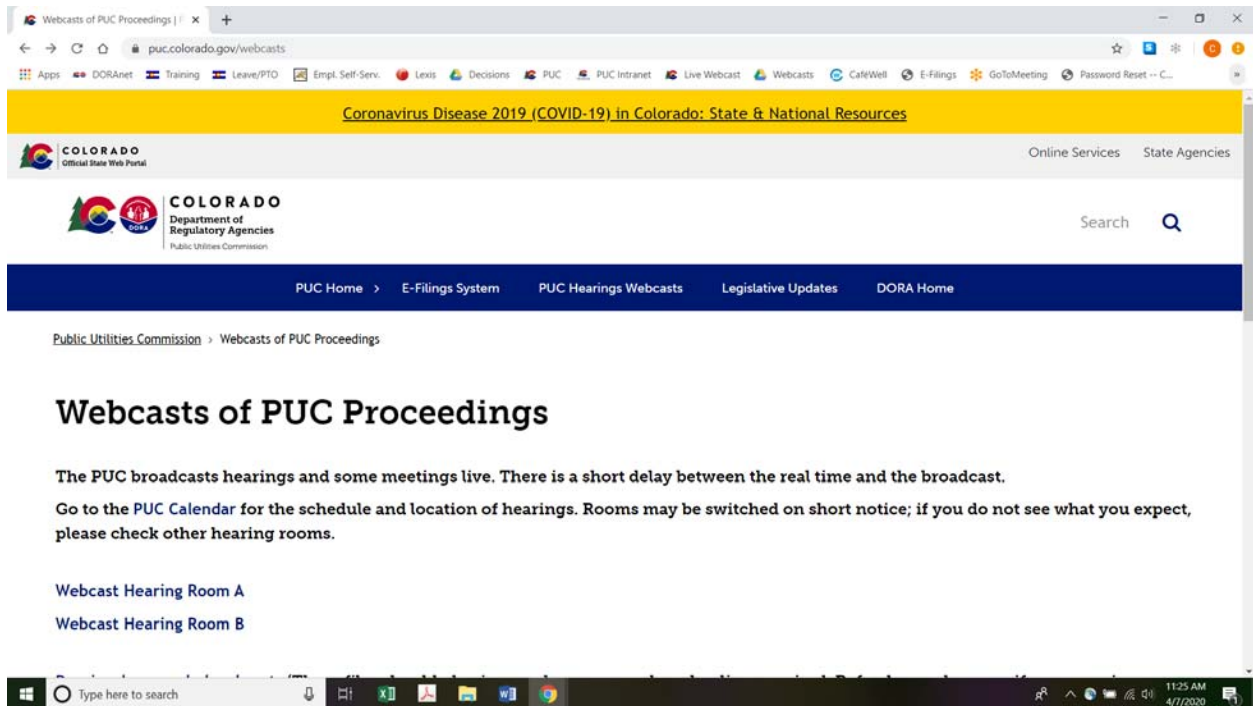 Webcasts of PUC Proceedings |
puc.colorado.gov/webcasts
Apps DORAnet Training Leave/PTO Empl. Self-Serv. Lexis Decisions PUC PUC Intranet Live Webcast Webcasts CafeWell E-Filings GoToMeeting Password Reset -- C...
Coronavirus Disease 2019 (COVID-19) in Colorado: State & National Resources
COLORADO
Official State Web Portal
Online Services State Agencies
COLORADO
Department of
Regulatory Agencies
Public Utilities Commission
DORA
Search
PUC Home > E-Filings System PUC Hearings Webcasts Legislative Updates DORA Home
Public Utilities Commission > Webcasts of PUC Proceedings
Webcasts of PUC Proceedings
The PUC broadcasts hearings and some meetings live. There is a short delay between the real time and the broadcast.
Go to the PUC Calendar for the schedule and location of hearings. Rooms may be switched on short notice; if you do not see what you expect,
please check other hearing rooms.
Webcast Hearing Room A
Webcast Hearing Room B
Type here to search
11:25 AM
4/7/2020